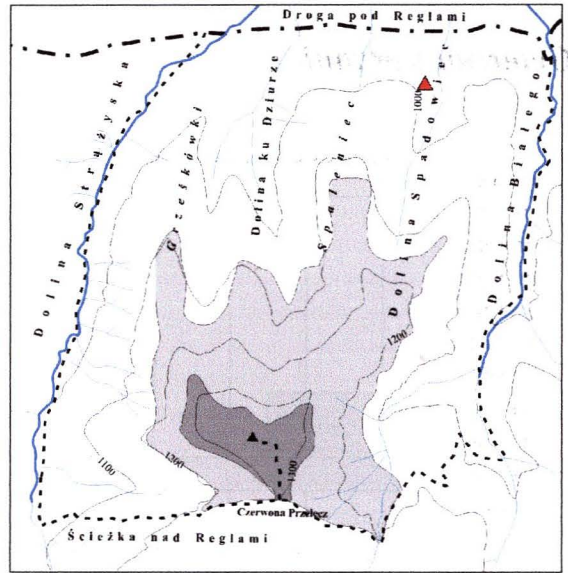 Droga pod Reglami
Dolina Strążyska
Grześkówki
Dolina ku Dziurze
Spaleniec
Dolina Spadowiec
Dolina Białego
1000
1200
1100
1200
1300
Czerwona Przełęcz
Ścieżka nad Reglami